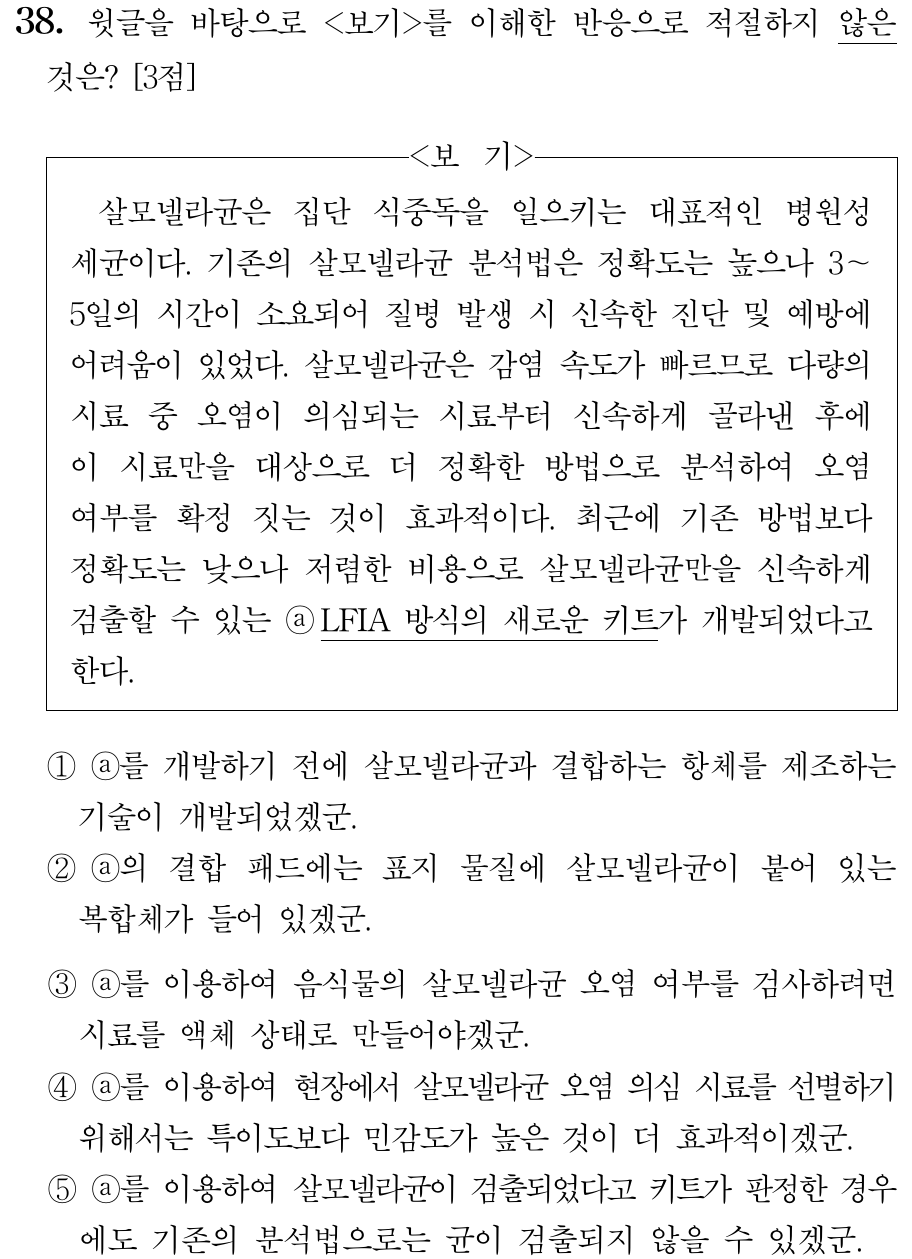 38. 윗글을 바탕으로 <보기>를 이해한 반응으로 적절하지 않은
것은? [3점]
<보 기>
살모넬라균은 집단 식중독을 일으키는 대표적인 병원성
세균이다. 기존의 살모넬라균 분석법은 정확도는 높으나 3~
5일의 시간이 소요되어 질병 발생 시 신속한 진단 및 예방에
어려움이 있었다. 살모넬라균은 감염 속도가 빠르므로 다량의
시료 중 오염이 의심되는 시료부터 신속하게 골라낸 후에
이 시료만을 대상으로 더 정확한 방법으로 분석하여 오염
여부를 확정 짓는 것이 효과적이다. 최근에 기존 방법보다
정확도는 낮으나 저렴한 비용으로 살모넬라균만을 신속하게
검출할 수 있는 ⓐLFIA 방식의 새로운 키트가 개발되었다고
한다.
① ⓐ를 개발하기 전에 살모넬라균과 결합하는 항체를 제조하는
기술이 개발되었겠군.
② ⓐ의 결합 패드에는 표지 물질에 살모넬라균이 붙어 있는
복합체가 들어 있겠군.
③ ⓐ를 이용하여 음식물의 살모넬라균 오염 여부를 검사하려면
시료를 액체 상태로 만들어야겠군.
④ ⓐ를 이용하여 현장에서 살모넬라균 오염 의심 시료를 선별하기
위해서는 특이도보다 민감도가 높은 것이 더 효과적이겠군.
⑤ ⓐ를 이용하여 살모넬라균이 검출되었다고 키트가 판정한 경우
에도 기존의 분석법으로는 균이 검출되지 않을 수 있겠군.